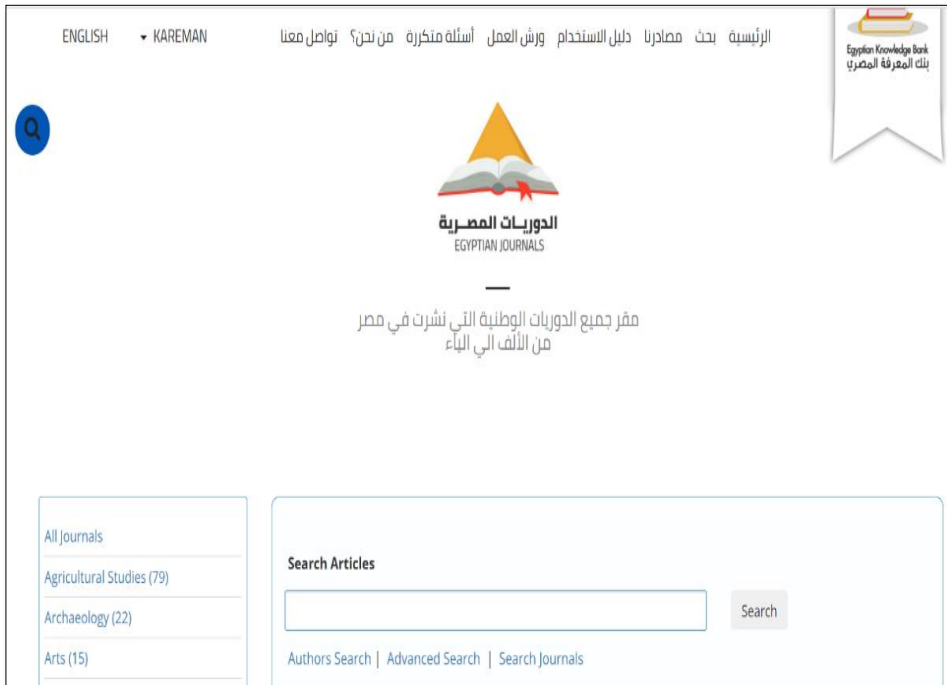 ENGLISH KAREMAN الرئيسية بحث مصادرنا دليل الاستخدام ورش العمل أسئلة متكررة من نحن؟ تواصل معنا
Egyptian Knowledge Bank
بنك المعرفة المصري
الدوريات المصرية
EGYPTIAN JOURNALS
مقر جميع الدوريات الوطنية التي نشرت في مصر
من الألف الي الياء
All Journals
Agricultural Studies (79)
Archaeology (22)
Arts (15)
Search Articles
Search
Authors Search | Advanced Search | Search Journals